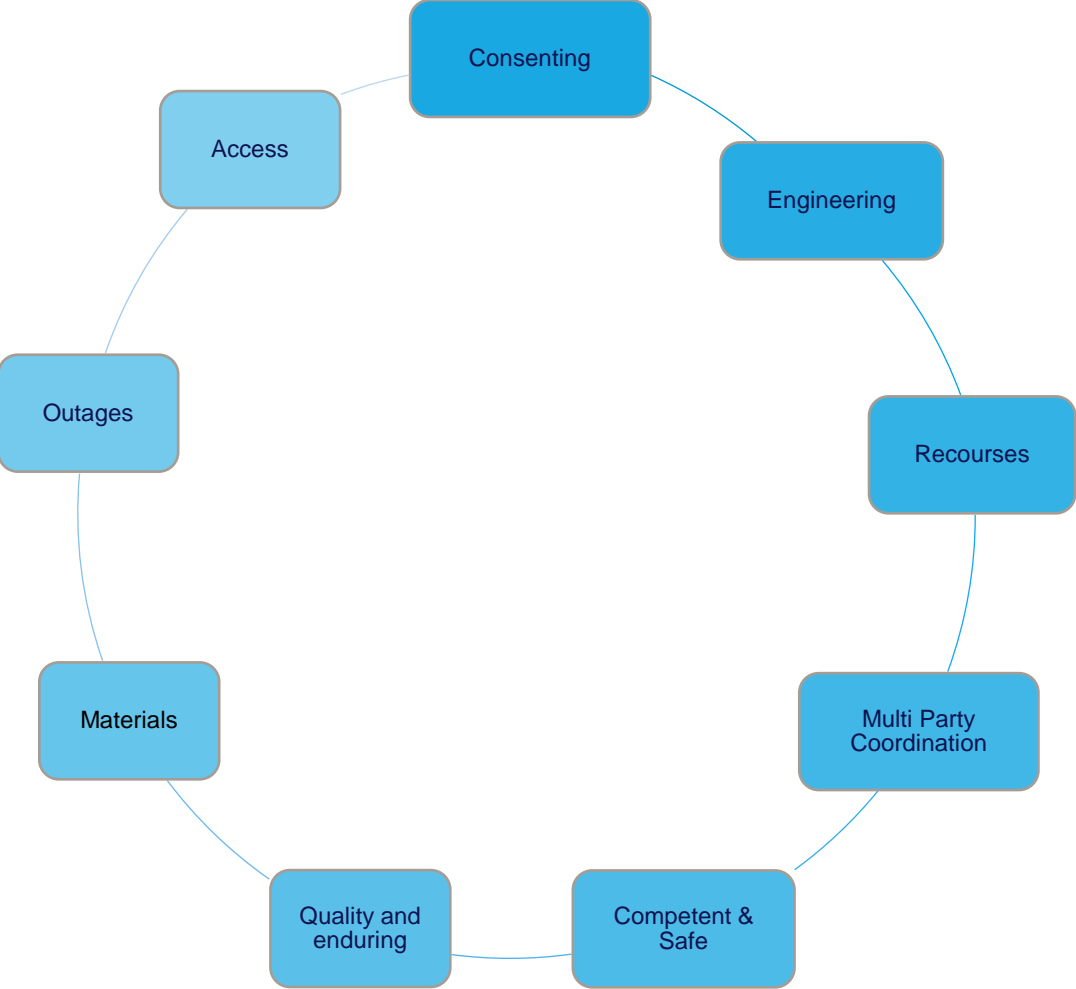 Consenting
Engineering
Recourses
Multi Party
Coordination
Competent &
Safe
Quality and
enduring
Materials
Outages
Access